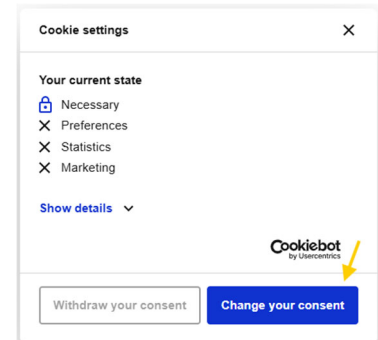 Cookie settings
Your current state
Necessary
Preferences
Statistics
Marketing
Show details
Cookiebot
by Usercentrics
Withdraw your consent
Change your consent